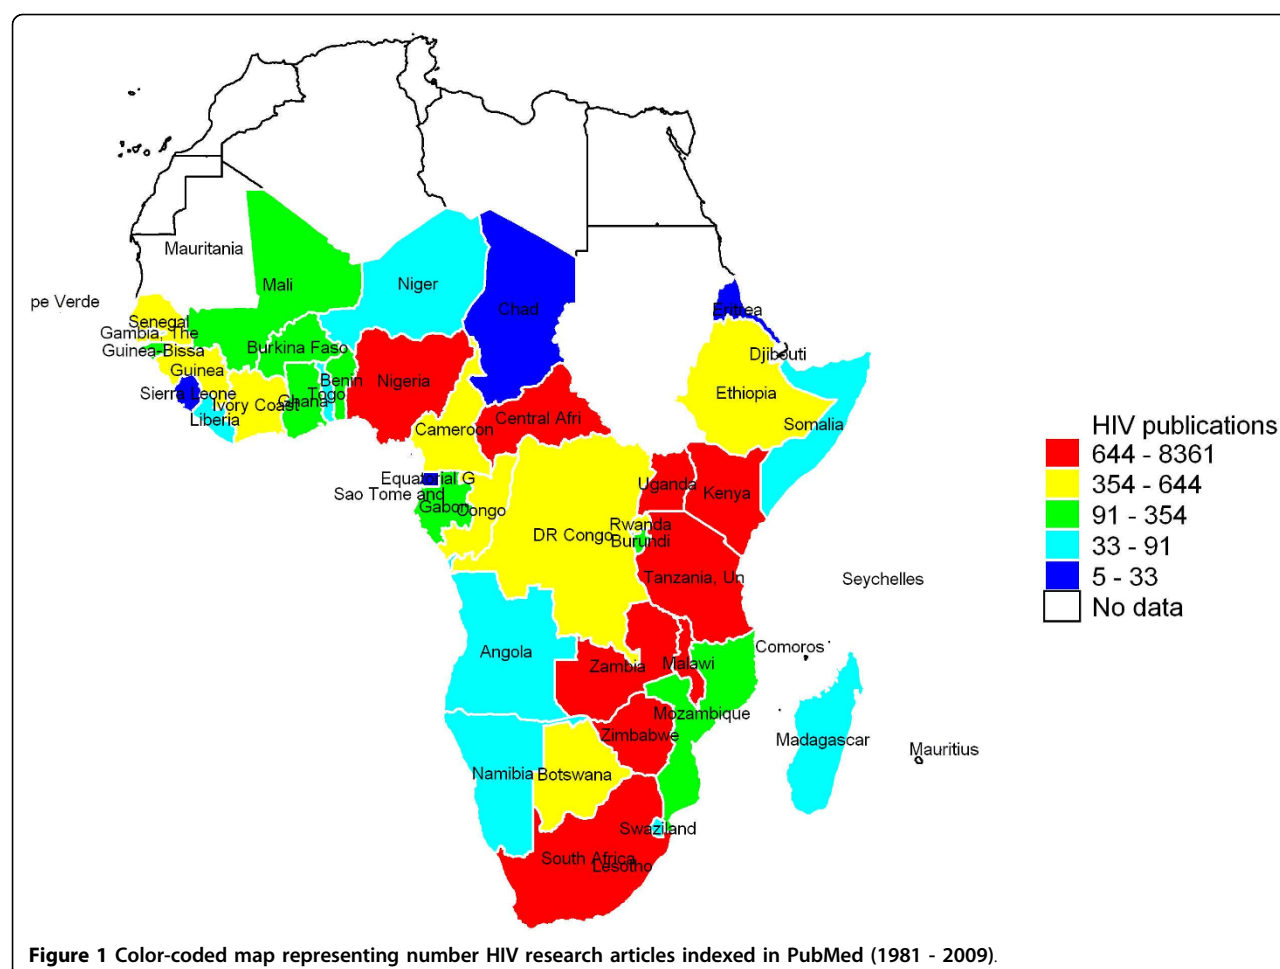 Mauritania
Mali
Niger
Chad
pe Verde
Eritrea
Senegal
Gambia, The
Guinea-Bissa
Burkina Faso
Djibouti
Guinea
Benin
Nigeria
Sierra Leone
Togo
Ethiopia
Ivory Coast
Ghana
Liberia
Central Afri
Somalia
Cameroon
Equatorial G
Sao Tome and
Uganda
Kenya
Gabon
Congo
Rwanda
DR Congo
Burundi
Tanzania, Un
Seychelles
Comoros
Angola
Zambia
Malawi
Mozambique
Zimbabwe
Madagascar
Mauritius
Namibia
Botswana
Swaziland
South Africa
Lesotho
HIV publications
644 - 8361
354 - 644
91 - 354
33 - 91
5 - 33
No data
Figure 1 Color-coded map representing number HIV research articles indexed in PubMed (1981 - 2009).